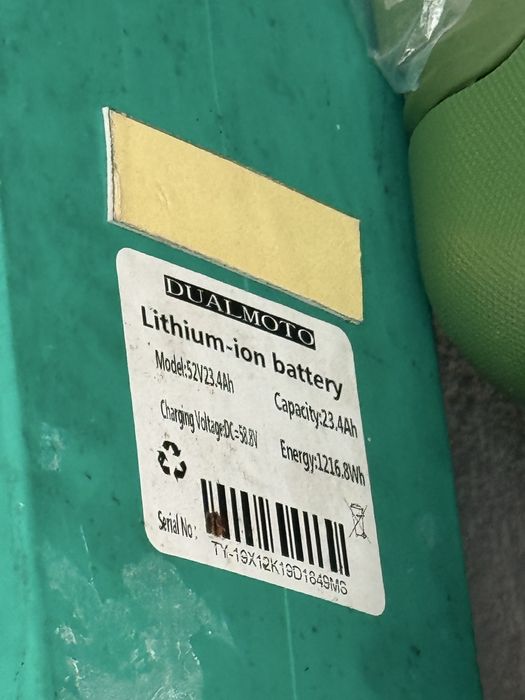 DUALMOTO
Lithium-ion battery
Model:52V23.4Ah
Capacity:23.4Ah
Charging Voltage:DC=58.8V
Energy:1216.8Wh
Serial No:
TY-19X12K19D1849MS